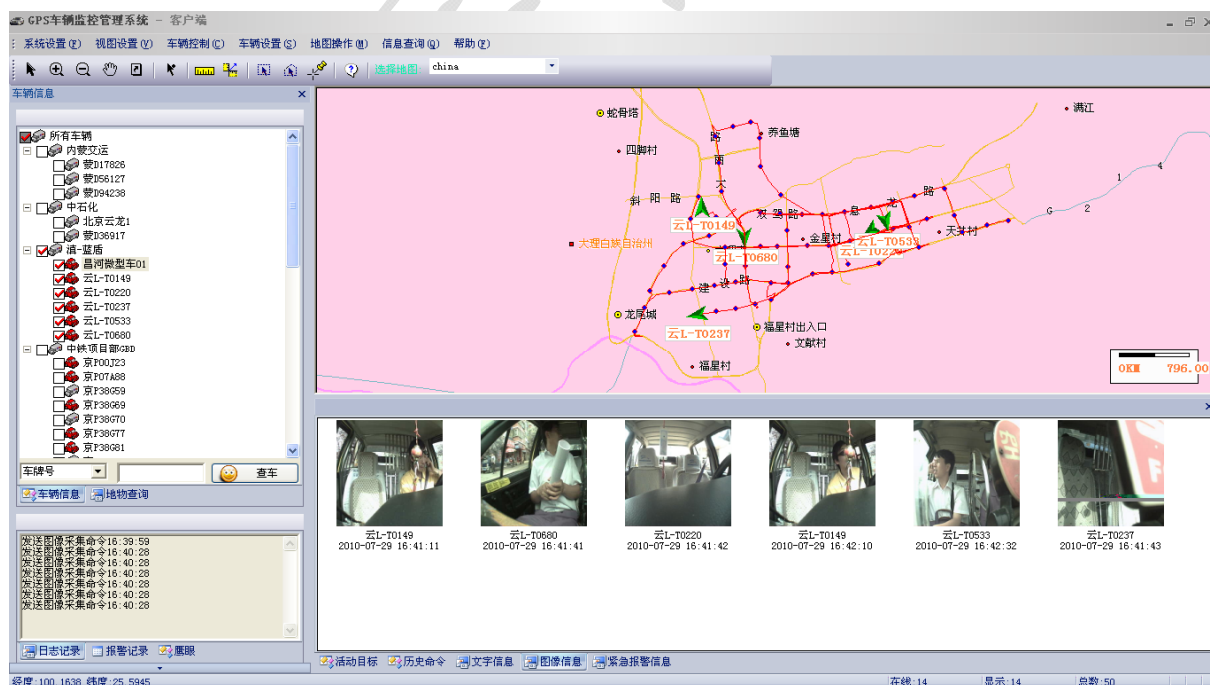 GPS车辆监控管理系统 - 客户端
系统设置(P) 视图设置(V) 车辆控制(C) 车辆设置(S) 地图操作(M) 信息查询(Q) 帮助(Z)
选择地图 china
车辆信息
所有车辆
内蒙交运
蒙D17826
蒙D56127
蒙D94238
中石化
北京云龙1
蒙D36917
滇-蓝盾
昌河微型车01
云L-T0149
云L-T0220
云L-T0237
云L-T0533
云L-T0680
中铁项目部GBD
京P00J23
京P07A88
京P38G59
京P38G69
京P38G70
京P38G77
京P38G81
车牌号 查车
车辆信息 地物查询
发送图像采集命令16:39:59
发送图像采集命令16:40:28
发送图像采集命令16:40:28
发送图像采集命令16:40:28
发送图像采集命令16:40:28
发送图像采集命令16:40:28
发送图像采集命令16:40:28
日志记录 报警记录 鹰眼
蛇骨塔
满江
养鱼塘
四脚村
路
西
大
斜 阳 路
双 鸳 路
息 龙 路
1 4
G 2
云L-T0149
大理白族自治州
金星村
云L-T0533
天井村
云L-T0680
云L-T022
建 设 路
龙尾城
云L-T0237
福星村出入口
文献村
福星村
0KM 796.00
云L-T0149
2010-07-29 16:41:11
云L-T0680
2010-07-29 16:41:41
云L-T0220
2010-07-29 16:41:42
云L-T0149
2010-07-29 16:42:10
云L-T0533
2010-07-29 16:42:32
云L-T0237
2010-07-29 16:41:43
活动目标 历史命令 文字信息 图像信息 紧急报警信息
经度:100.1638 纬度:25.5945 在线:14 显示:14 总数:50